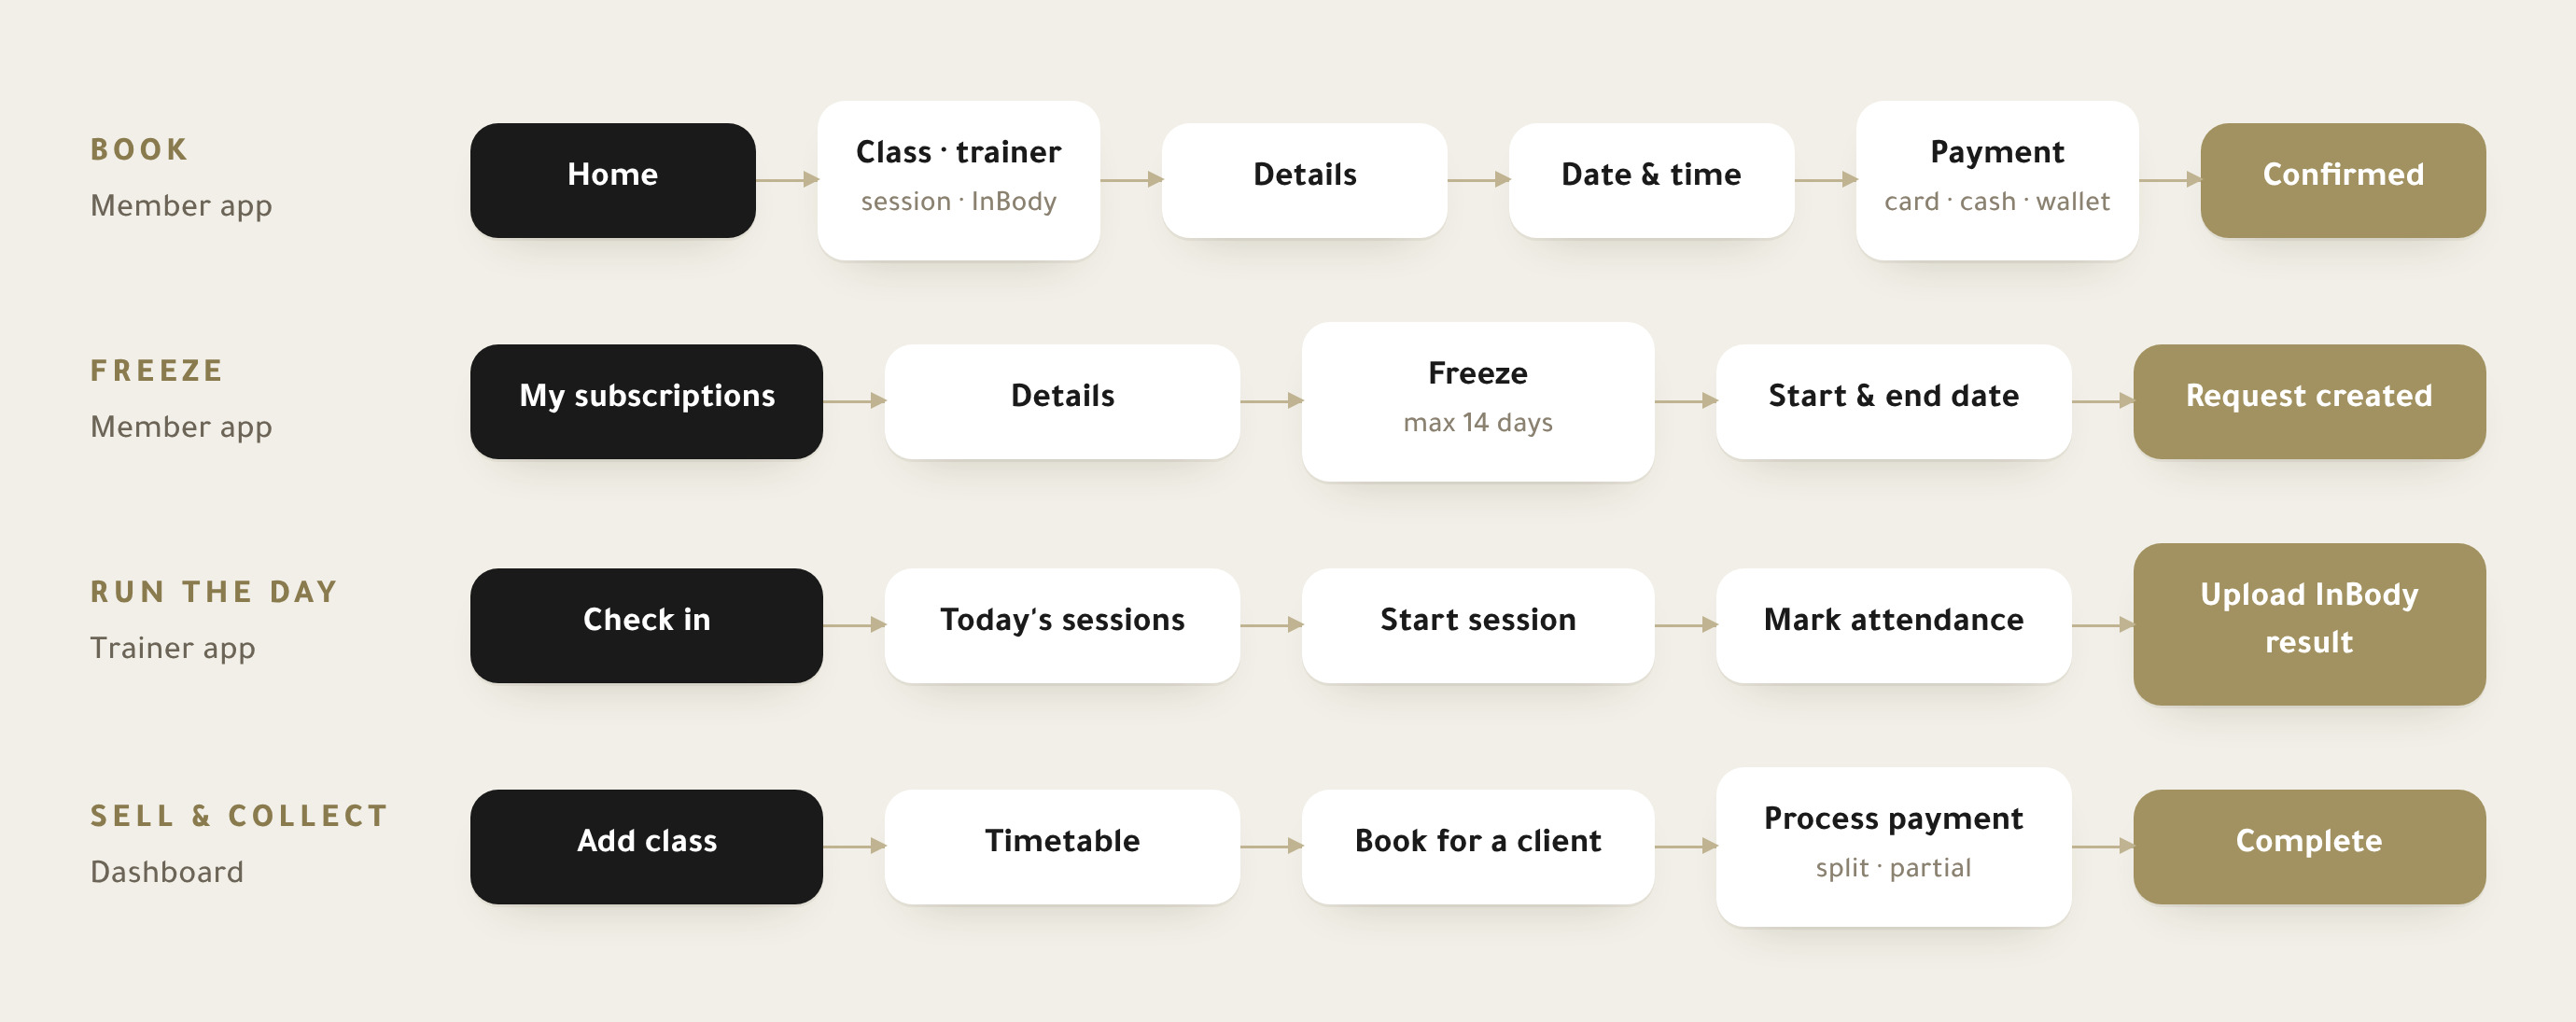 BOOK
Member app
Home
Class · trainer
session · InBody
Details
Date & time
Payment
card · cash · wallet
Confirmed
FREEZE
Member app
My subscriptions
Details
Freeze
max 14 days
Start & end date
Request created
RUN THE DAY
Trainer app
Check in
Today's sessions
Start session
Mark attendance
Upload InBody
result
SELL & COLLECT
Dashboard
Add class
Timetable
Book for a client
Process payment
split · partial
Complete